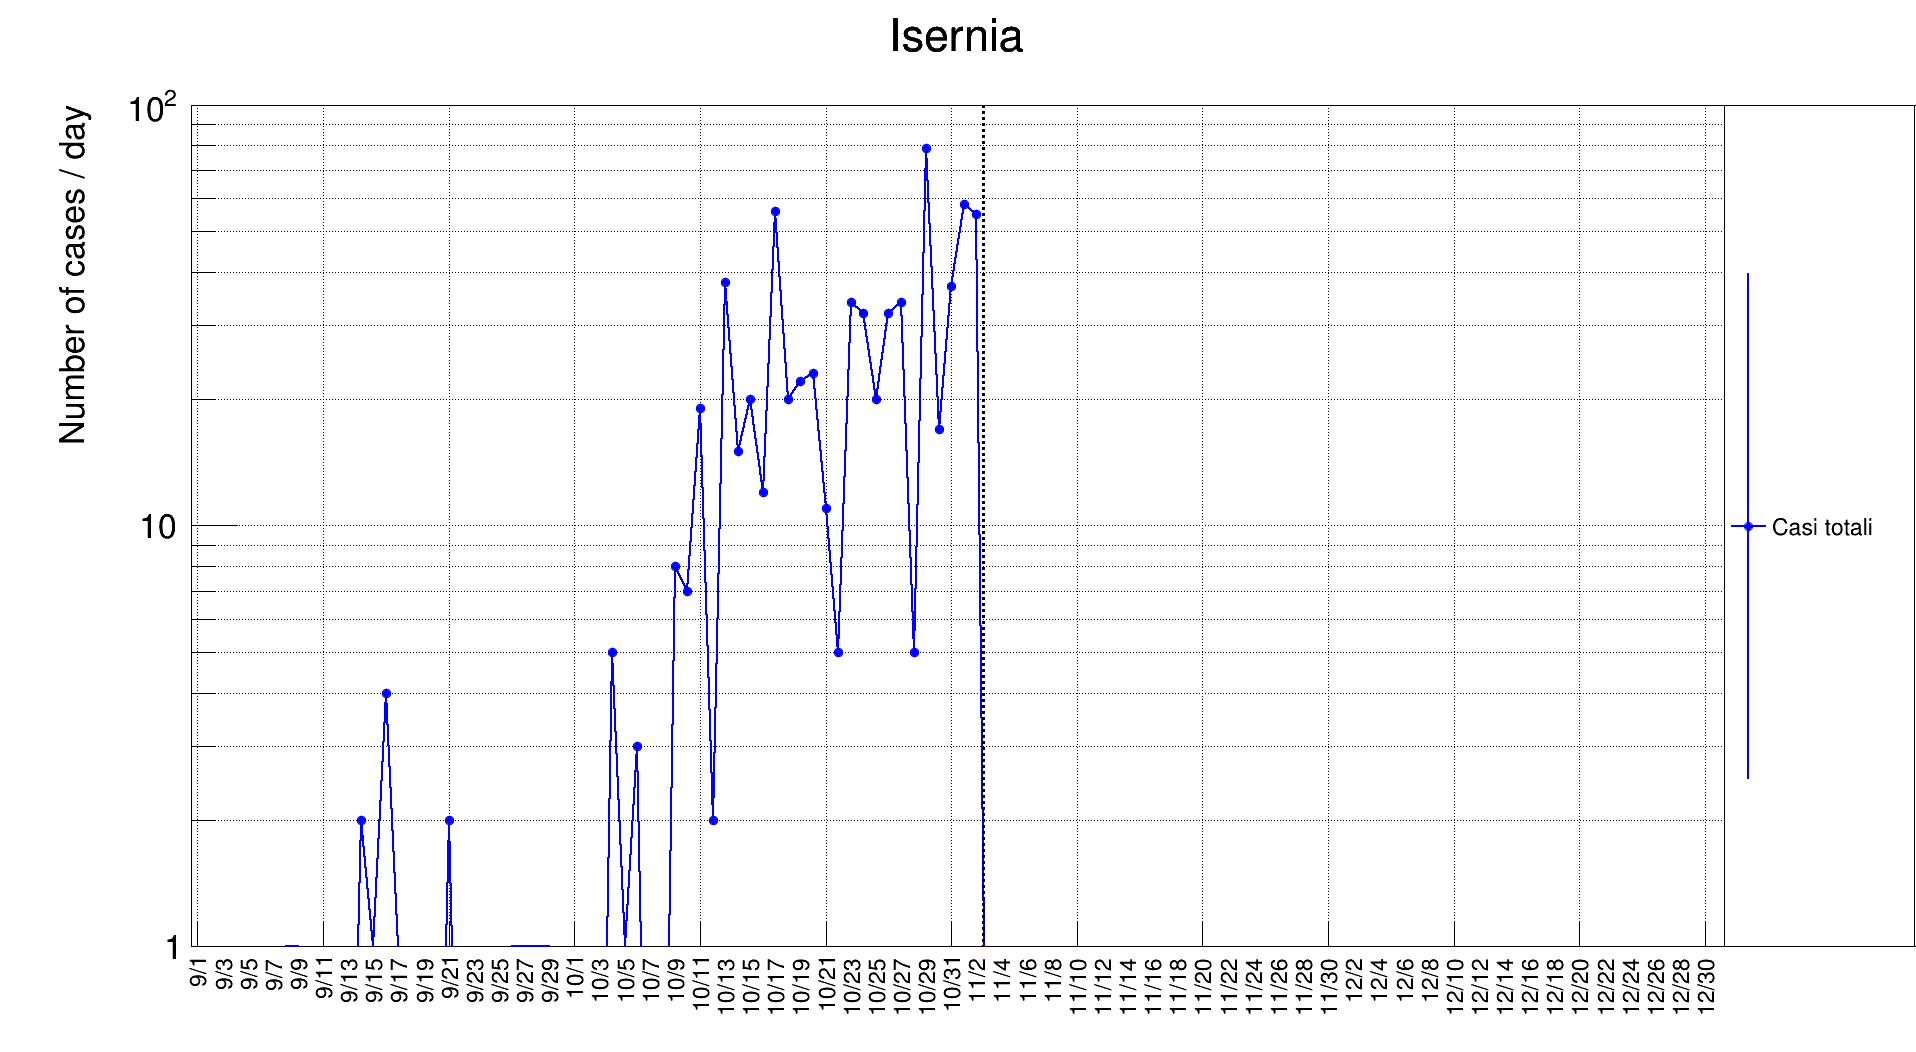 Isernia
Number of cases / day
10²
10
1
9/1 9/3 9/5 9/7 9/9 9/11 9/13 9/15 9/17 9/19 9/21 9/23 9/25 9/27 9/29 10/1 10/3 10/5 10/7 10/9 10/11 10/13 10/15 10/17 10/19 10/21 10/23 10/25 10/27 10/29 10/31 11/2 11/4 11/6 11/8 11/10 11/12 11/14 11/16 11/18 11/20 11/22 11/24 11/26 11/28 11/30 12/2 12/4 12/6 12/8 12/10 12/12 12/14 12/16 12/18 12/20 12/22 12/24 12/26 12/28 12/30
Casi totali